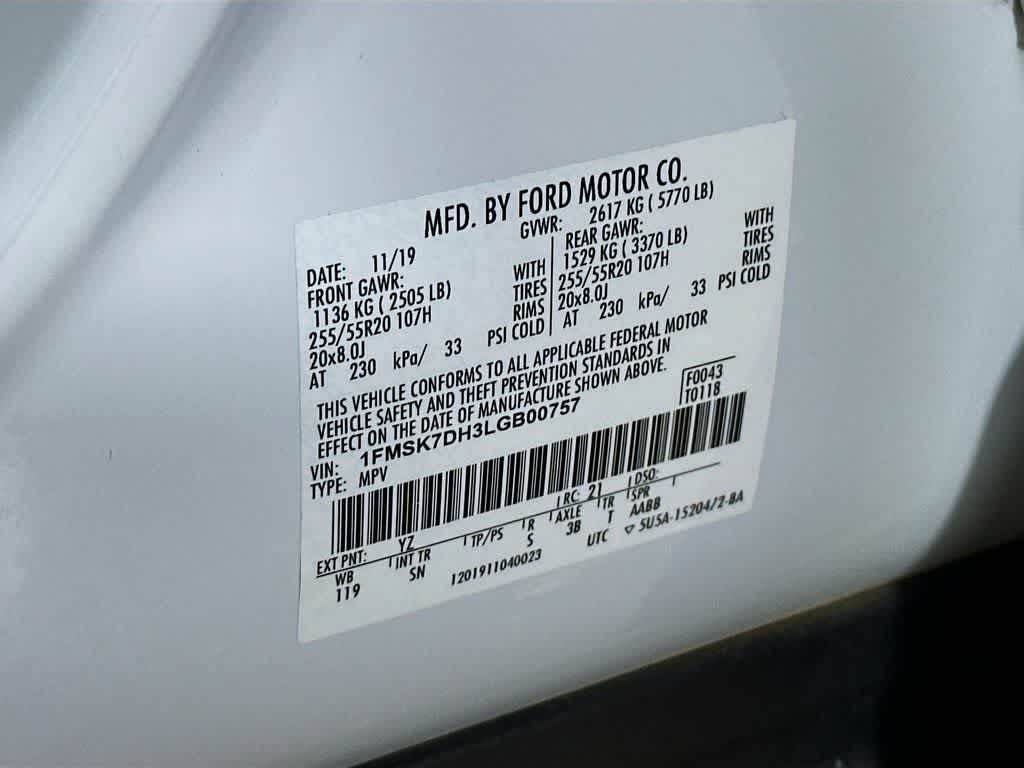 MFD. BY FORD MOTOR CO.
DATE: 11/19 GVWR: 2617 KG ( 5770 LB)
FRONT GAWR: WITH REAR GAWR: WITH
1136 KG ( 2505 LB) TIRES 1529 KG ( 3370 LB) TIRES
255/55R20 107H RIMS 255/55R20 107H RIMS
20x8.0J PSI COLD 20x8.0J PSI COLD
AT 230 kPa/ 33 AT 230 kPa/ 33
THIS VEHICLE CONFORMS TO ALL APPLICABLE FEDERAL MOTOR
VEHICLE SAFETY AND THEFT PREVENTION STANDARDS IN
EFFECT ON THE DATE OF MANUFACTURE SHOWN ABOVE.
VIN: 1FMSK7DH3LGB00757 F0043
TYPE: MPV T0118
EXT PNT: YZ RC: 21 DSO:
WB INT TR TP/PS R AXLE TR SPR
119 SN S 3B T AABB
1201911040023 UTC ▽ 5U5A-15204/2-BA